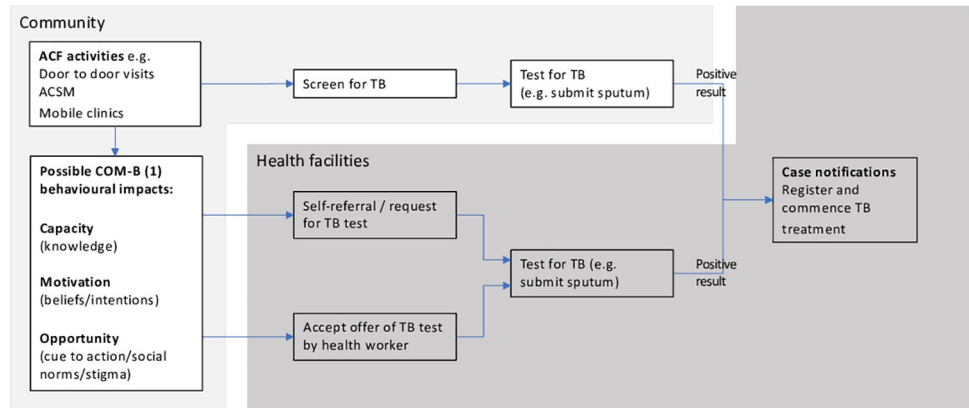 Community
ACF activities e.g.
Door to door visits
ACSM
Mobile clinics
Screen for TB
Test for TB
(e.g. submit sputum)
Positive
result
Possible COM-B (1)
behavioural impacts:
Capacity
(knowledge)
Motivation
(beliefs/intentions)
Opportunity
(cue to action/social
norms/stigma)
Health facilities
Self-referral / request
for TB test
Accept offer of TB test
by health worker
Test for TB (e.g.
submit sputum)
Positive
result
Case notifications
Register and
commence TB
treatment